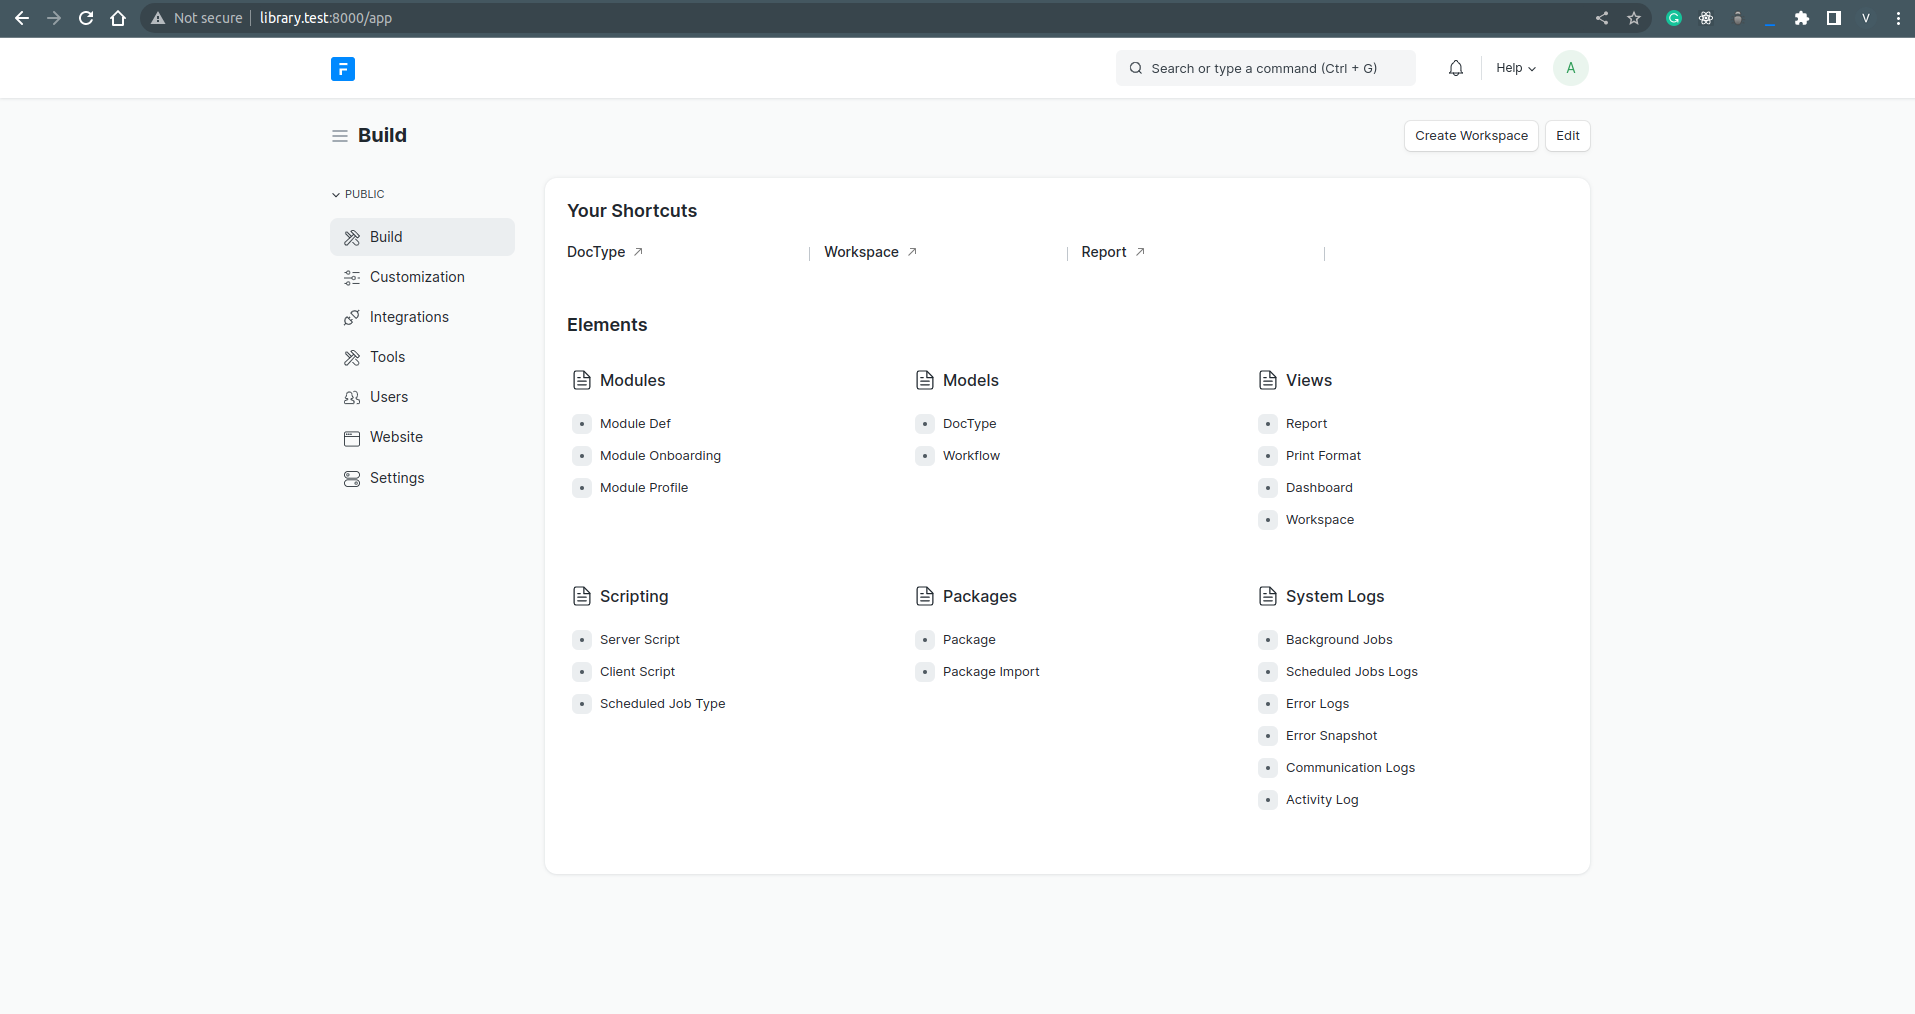 Not secure library.test:8000/app
V
F
Search or type a command (Ctrl + G)
Help
A
Build
Create Workspace
Edit
PUBLIC
Build
Customization
Integrations
Tools
Users
Website
Settings
Your Shortcuts
DocType
Workspace
Report
Elements
Modules
Module Def
Module Onboarding
Module Profile
Models
DocType
Workflow
Views
Report
Print Format
Dashboard
Workspace
Scripting
Server Script
Client Script
Scheduled Job Type
Packages
Package
Package Import
System Logs
Background Jobs
Scheduled Jobs Logs
Error Logs
Error Snapshot
Communication Logs
Activity Log